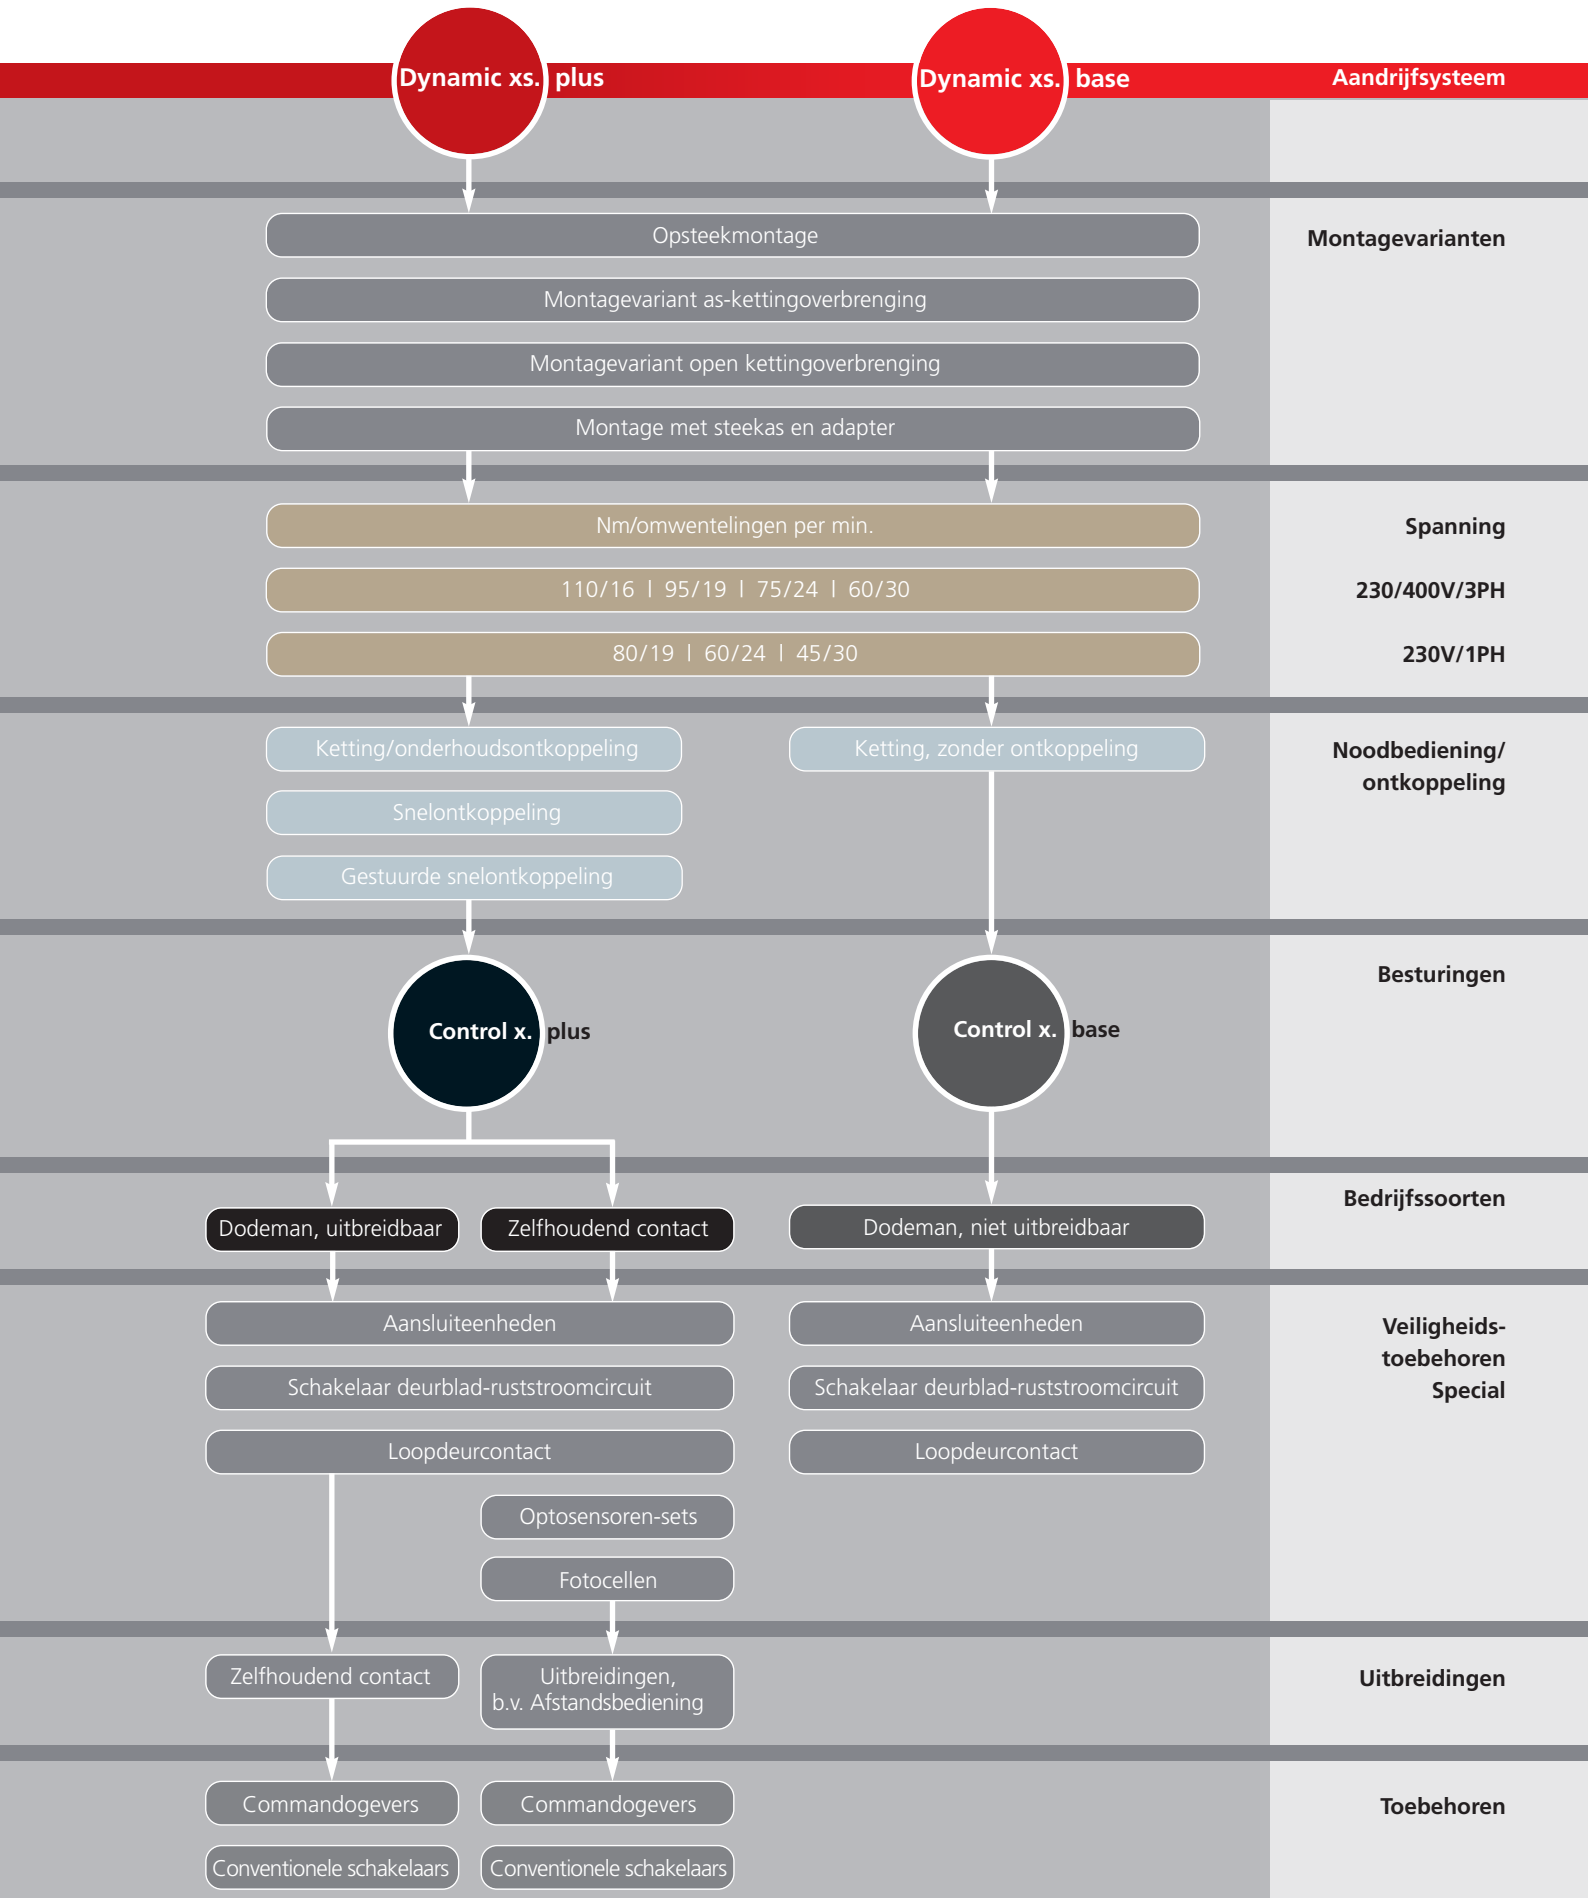 Dynamic xs. plus
Dynamic xs. base
Aandrijfsysteem
Opsteekmontage
Montagevarianten
Montagevariant as-kettingoverbrenging
Montagevariant open kettingoverbrenging
Montage met steekas en adapter
Nm/omwentelingen per min.
Spanning
110/16 | 95/19 | 75/24 | 60/30
230/400V/3PH
80/19 | 60/24 | 45/30
230V/1PH
Ketting/onderhoudsontkoppeling
Ketting, zonder ontkoppeling
Noodbediening/
ontkoppeling
Snelontkoppeling
Gestuurde snelontkoppeling
Besturingen
Control x. plus
Control x. base
Bedrijfssoorten
Dodeman, uitbreidbaar
Zelfhoudend contact
Dodeman, niet uitbreidbaar
Aansluiteenheden
Aansluiteenheden
Veiligheids-
toebehoren
Special
Schakelaar deurblad-ruststroomcircuit
Schakelaar deurblad-ruststroomcircuit
Loopdeurcontact
Loopdeurcontact
Optosensoren-sets
Fotocellen
Zelfhoudend contact
Uitbreidingen,
b.v. Afstandsbediening
Uitbreidingen
Commandogevers
Commandogevers
Toebehoren
Conventionele schakelaars
Conventionele schakelaars